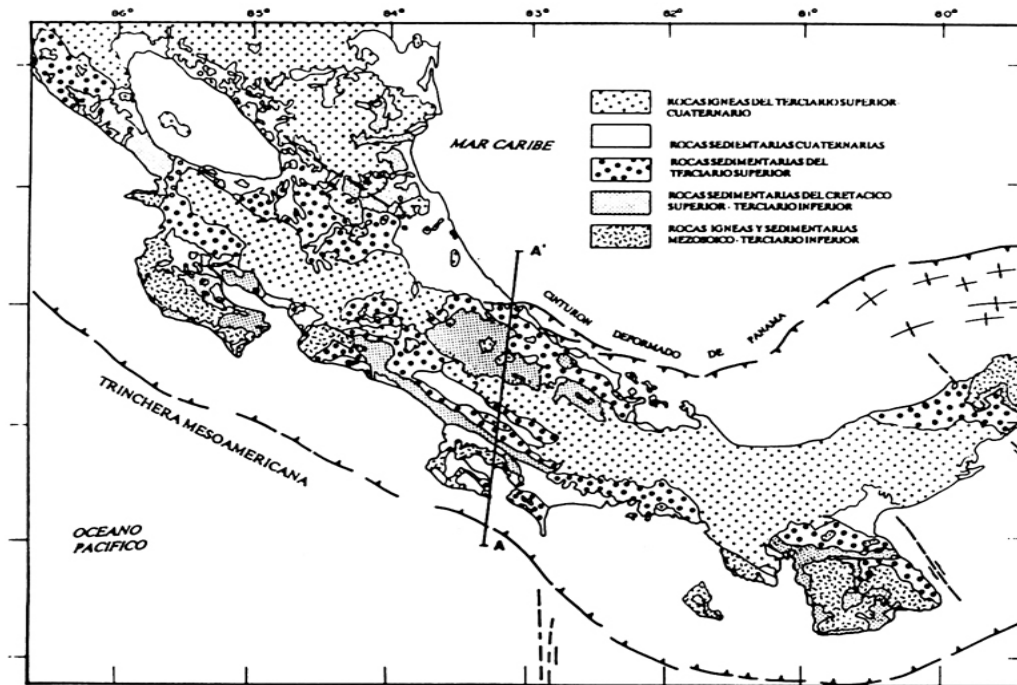 86° 85° 84° 83° 82° 81° 80°
MAR CARIBE
ROCAS IGNEAS DEL TERCIARIO SUPERIOR-
CUATERNARIO
ROCAS SEDIEMTARIAS CUATERNARIAS
ROCAS SEDIMENTARIAS DEL
TERCIARIO SUPERIOR
ROCAS SEDIMENTARIAS DEL CRETACICO
SUPERIOR - TERCIARIO INFERIOR
ROCAS IGNEAS Y SEDIMENTARIAS
MEZOSOICO - TERCIARIO INFERIOR
A'
CINTURON DEFORMADO DE PANAMA
TRINCHERA MESOAMERICANA
OCEANO
PACIFICO
A